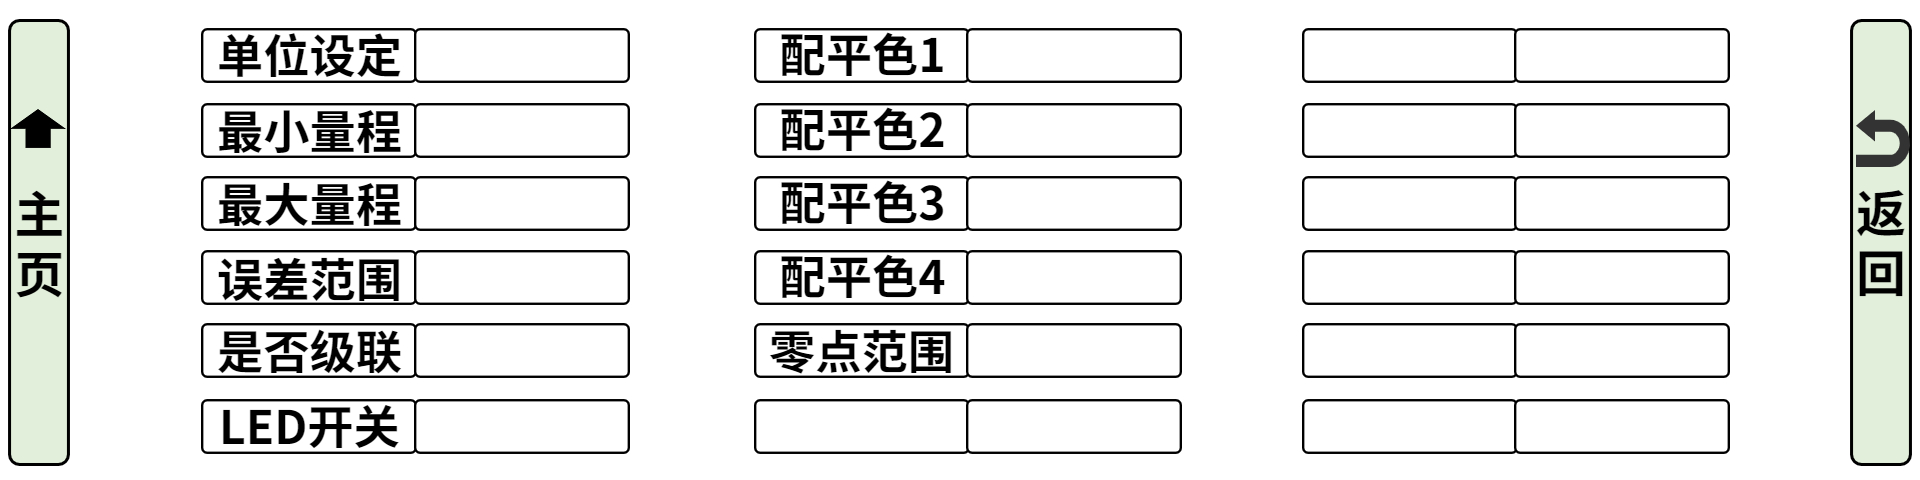 主页
单位设定
最小量程
最大量程
误差范围
是否级联
LED开关
配平色1
配平色2
配平色3
配平色4
零点范围
返回